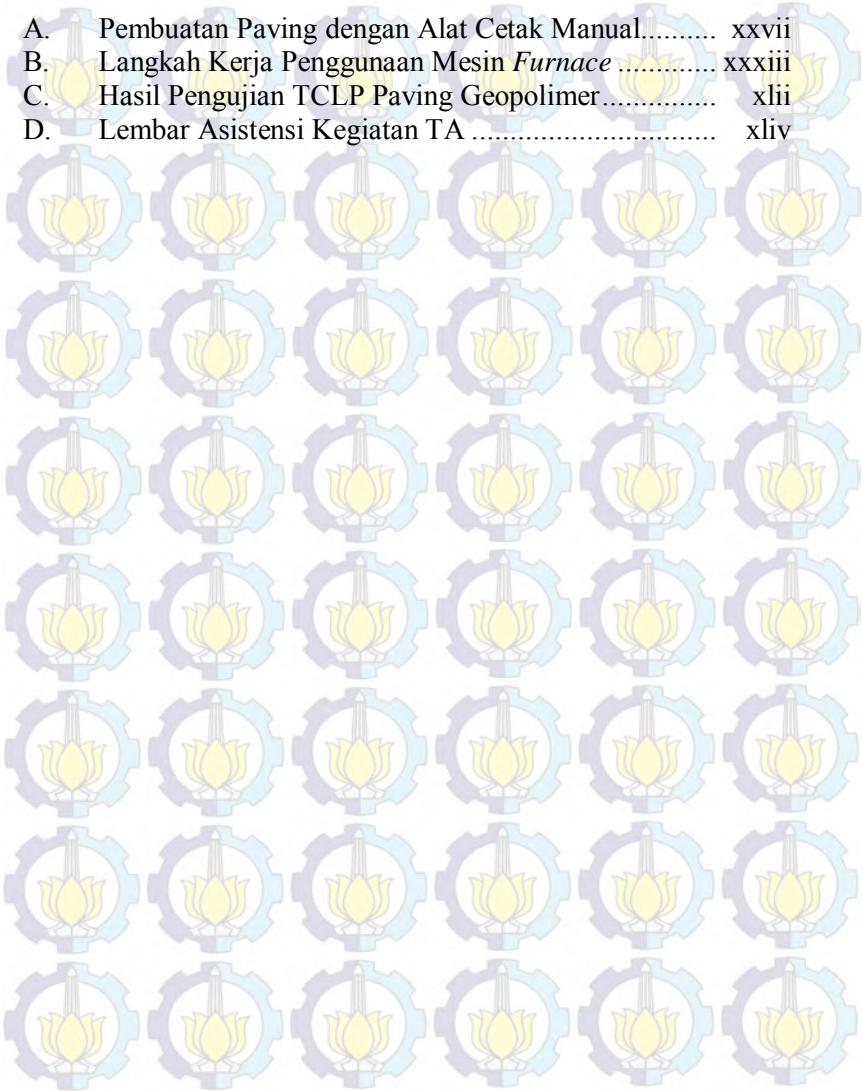 A. Pembuatan Paving dengan Alat Cetak Manual.......... xxvii
B. Langkah Kerja Penggunaan Mesin Furnace ............. xxxiii
C. Hasil Pengujian TCLP Paving Geopolimer............... xlii
D. Lembar Asistensi Kegiatan TA ................................ xliv